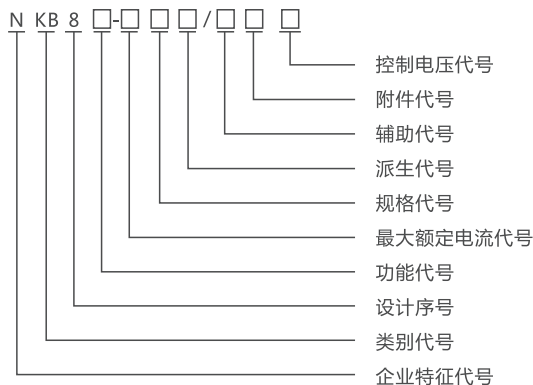 N KB 8 □-□ □ □/□ □ □
控制电压代号
附件代号
辅助代号
派生代号
规格代号
最大额定电流代号
功能代号
设计序号
类别代号
企业特征代号